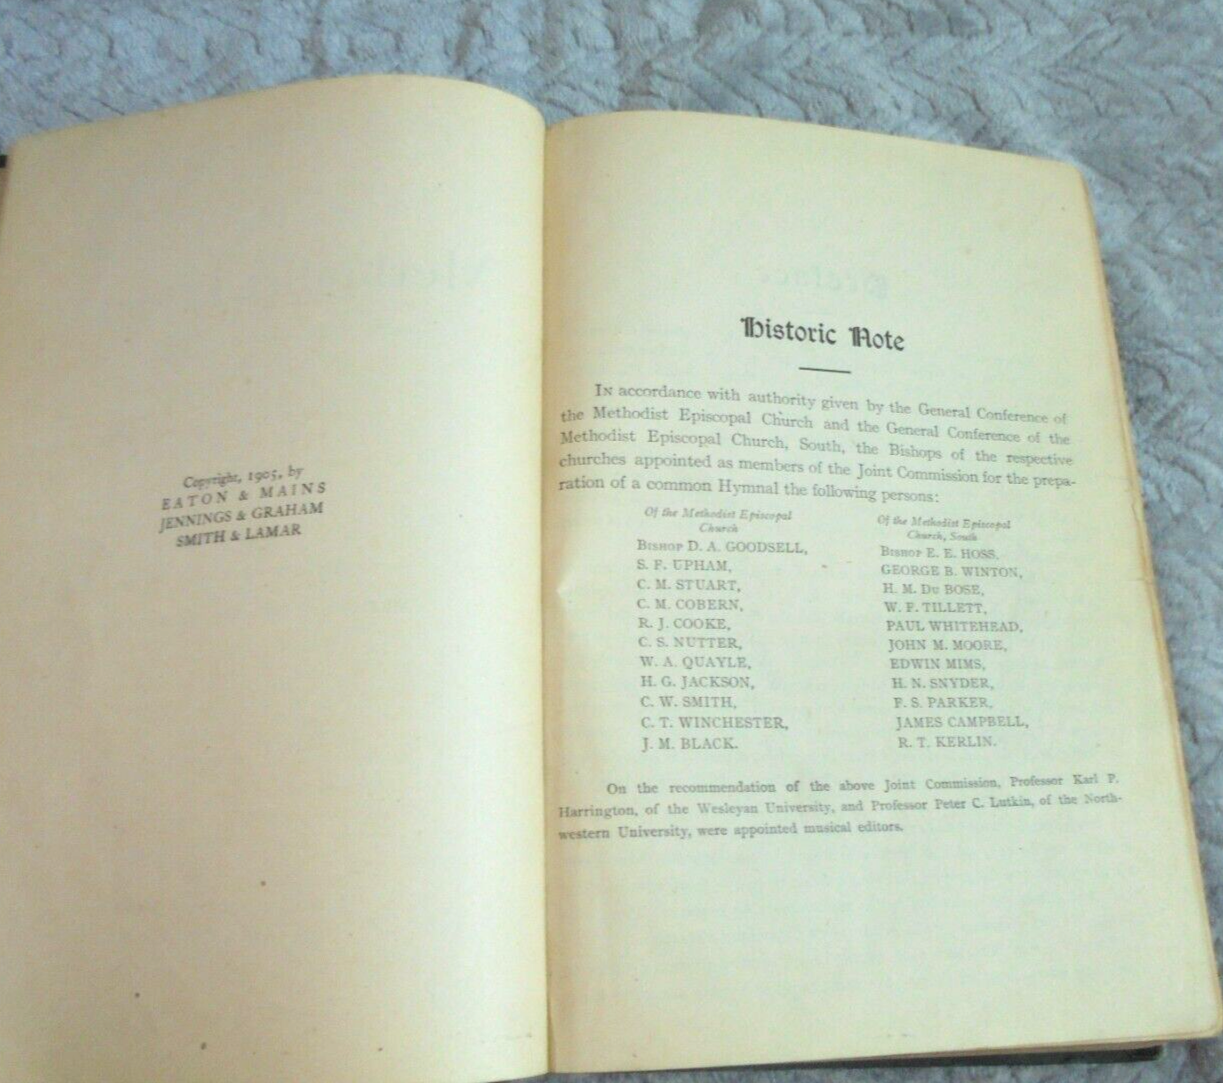 Copyright, 1905, by
EATON & MAINS
JENNINGS & GRAHAM
SMITH & LAMAR
Historic Note
In accordance with authority given by the General Conference of
the Methodist Episcopal Church and the General Conference of the
Methodist Episcopal Church, South, the Bishops of the respective
churches appointed as members of the Joint Commission for the prepa-
ration of a common Hymnal the following persons:
Of the Methodist Episcopal
Church
BISHOP D. A. GOODSELL,
S. F. UPHAM,
C. M. STUART,
C. M. COBERN,
R. J. COOKE,
C. S. NUTTER,
W. A. QUAYLE,
H. G. JACKSON,
C. W. SMITH,
C. T. WINCHESTER,
J. M. BLACK.
Of the Methodist Episcopal
Church, South
BISHOP E. E. HOSS,
GEORGE B. WINTON,
H. M. DU BOSE,
W. F. TILLETT,
PAUL WHITEHEAD,
JOHN M. MOORE,
EDWIN MIMS,
H. N. SNYDER,
F. S. PARKER,
JAMES CAMPBELL,
R. T. KERLIN.
On the recommendation of the above Joint Commission, Professor Karl P.
Harrington, of the Wesleyan University, and Professor Peter C. Lutkin, of the North-
western University, were appointed musical editors.